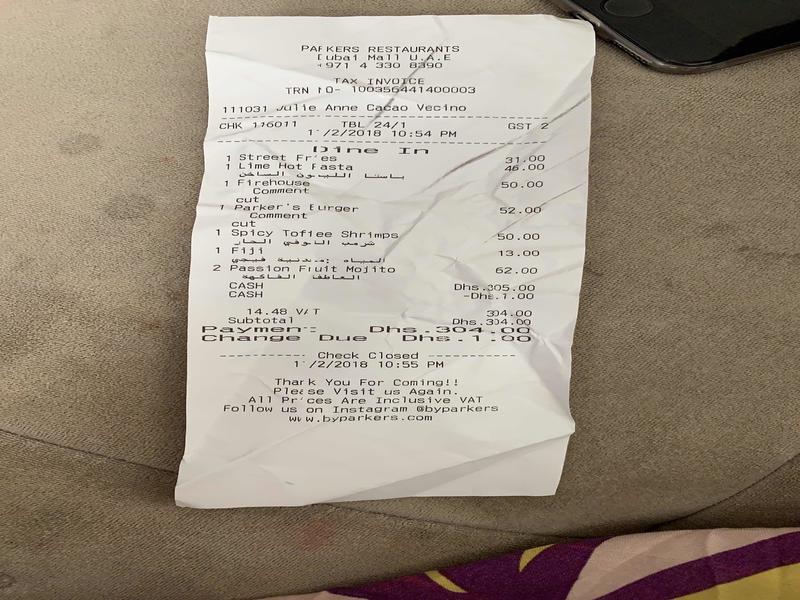 PARKERS RESTAURANTS
Dubai Mall U.A.E
+971 4 330 8390
TAX INVOICE
TRN NO- 100356441400003
111031 Julie Anne Cacao Vecino
CHK 116011 TBL 24/1 GST 2
11/2/2018 10:54 PM
Dine In
1 Street Fries 31.00
1 Lime Hot Pasta 46.00
باستا الليمون الساخن
1 Firehouse 50.00
Comment
cut
1 Parker's Burger 52.00
Comment
cut
1 Spicy Toffee Shrimps 50.00
شرمب التوفي الحار
1 Fiji 13.00
المياه معدنية فيجي
2 Passion Fruit Mojito 62.00
العاطفة الفاكهة
CASH Dhs.305.00
CASH -Dhs.1.00
14.48 VAT 304.00
Subtotal Dhs.304.00
Payment: Dhs.304.00
Change Due Dhs.1.00
Check Closed
11/2/2018 10:55 PM
Thank You For Coming!!
Please Visit us Again.
All Prices Are Inclusive VAT
Follow us on Instagram @byparkers
www.byparkers.com